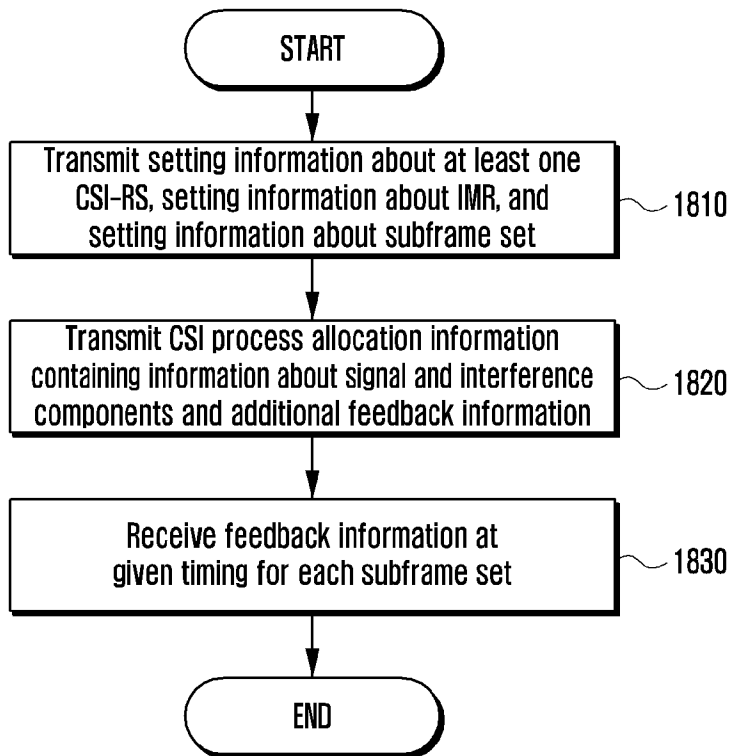 START
Transmit setting information about at least one
CSI-RS, setting information about IMR, and
setting information about subframe set
1810
Transmit CSI process allocation information
containing information about signal and interference
components and additional feedback information
1820
Receive feedback information at
given timing for each subframe set
1830
END